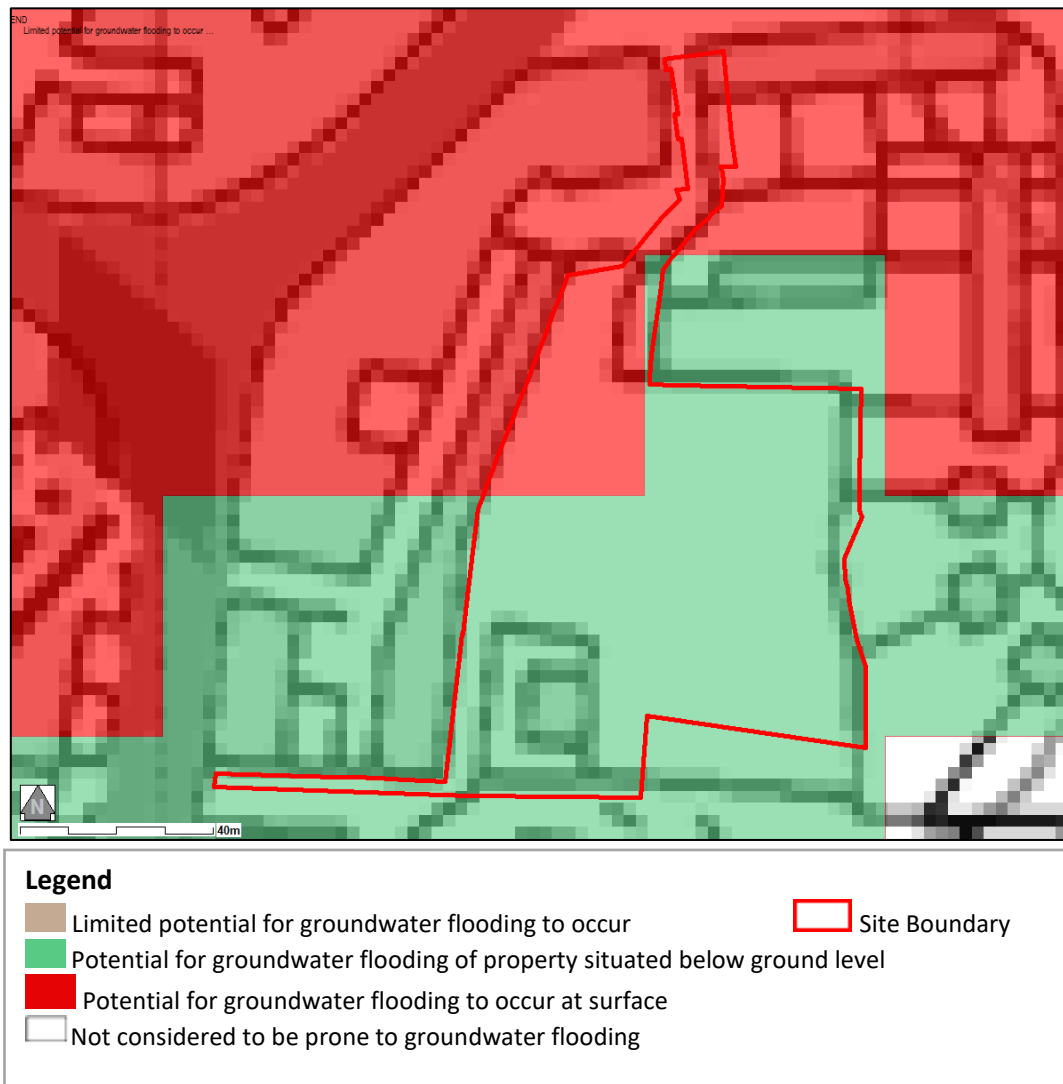 END
Limited potential for groundwater flooding to occur ...
N
40m
Legend
Limited potential for groundwater flooding to occur
Site Boundary
Potential for groundwater flooding of property situated below ground level
Potential for groundwater flooding to occur at surface
Not considered to be prone to groundwater flooding